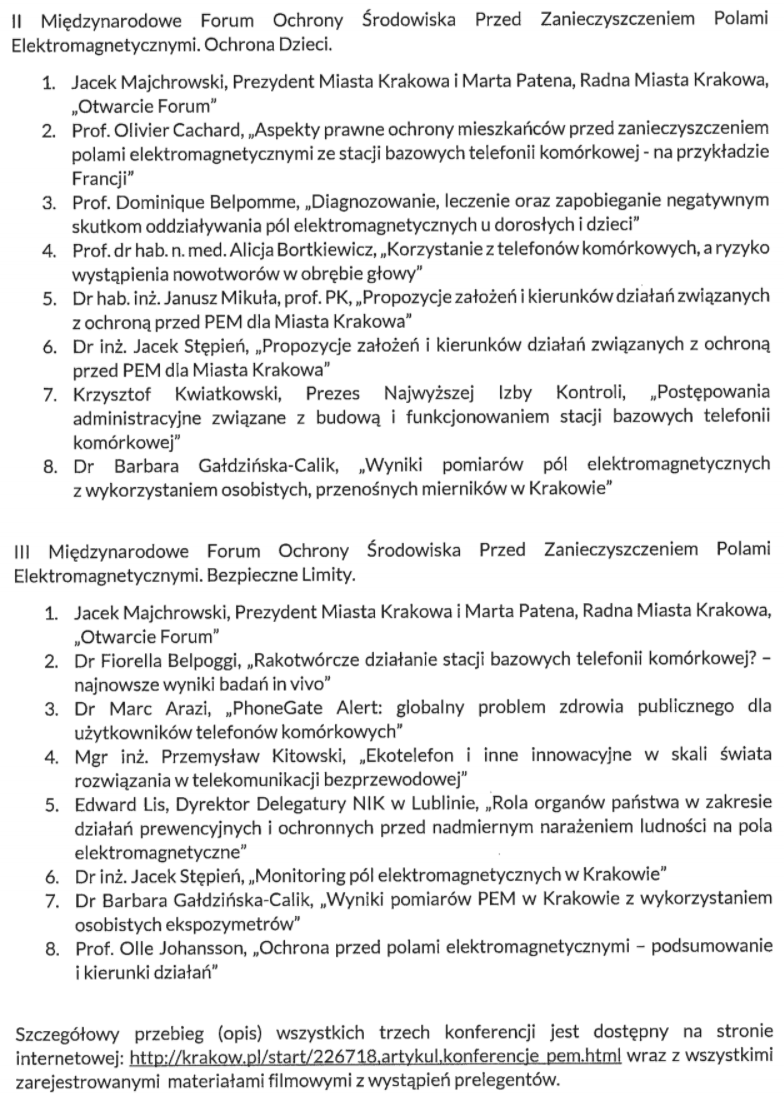 II Międzynarodowe Forum Ochrony Środowiska Przed Zanieczyszczeniem Polami
Elektromagnetycznymi. Ochrona Dzieci.
1. Jacek Majchrowski, Prezydent Miasta Krakowa i Marta Patena, Radna Miasta Krakowa,
„Otwarcie Forum”
2. Prof. Olivier Cachard, „Aspekty prawne ochrony mieszkańców przed zanieczyszczeniem
polami elektromagnetycznymi ze stacji bazowych telefonii komórkowej - na przykładzie
Francji”
3. Prof. Dominique Belpomme, „Diagnozowanie, leczenie oraz zapobieganie negatywnym
skutkom oddziaływania pól elektromagnetycznych u dorosłych i dzieci”
4. Prof. dr hab. n. med. Alicja Bortkiewicz, „Korzystanie z telefonów komórkowych, a ryzyko
wystąpienia nowotworów w obrębie głowy”
5. Dr hab. inż. Janusz Mikuła, prof. PK, „Propozycje założeń i kierunków działań związanych
z ochroną przed PEM dla Miasta Krakowa”
6. Dr inż. Jacek Stępień, „Propozycje założeń i kierunków działań związanych z ochroną
przed PEM dla Miasta Krakowa”
7. Krzysztof Kwiatkowski, Prezes Najwyższej Izby Kontroli, „Postępowania
administracyjne związane z budową i funkcjonowaniem stacji bazowych telefonii
komórkowej”
8. Dr Barbara Gałdzińska-Calik, „Wyniki pomiarów pól elektromagnetycznych
z wykorzystaniem osobistych, przenośnych mierników w Krakowie”
III Międzynarodowe Forum Ochrony Środowiska Przed Zanieczyszczeniem Polami
Elektromagnetycznymi. Bezpieczne Limity.
1. Jacek Majchrowski, Prezydent Miasta Krakowa i Marta Patena, Radna Miasta Krakowa,
„Otwarcie Forum”
2. Dr Fiorella Belpoggi, „Rakotwórcze działanie stacji bazowych telefonii komórkowej? –
najnowsze wyniki badań in vivo”
3. Dr Marc Arazi, „PhoneGate Alert: globalny problem zdrowia publicznego dla
użytkowników telefonów komórkowych”
4. Mgr inż. Przemysław Kitowski, „Ekotelefon i inne innowacyjne w skali świata
rozwiązania w telekomunikacji bezprzewodowej”
5. Edward Lis, Dyrektor Delegatury NIK w Lublinie, „Rola organów państwa w zakresie
działań prewencyjnych i ochronnych przed nadmiernym narażeniem ludności na pola
elektromagnetyczne”
6. Dr inż. Jacek Stępień, „Monitoring pól elektromagnetycznych w Krakowie”
7. Dr Barbara Gałdzińska-Calik, „Wyniki pomiarów PEM w Krakowie z wykorzystaniem
osobistych ekspozymetrów”
8. Prof. Olle Johansson, „Ochrona przed polami elektromagnetycznymi – podsumowanie
i kierunki działań”
Szczegółowy przebieg (opis) wszystkich trzech konferencji jest dostępny na stronie
internetowej: http://krakow.pl/start/226718,artykul,konferencje_pem.html wraz z wszystkimi
zarejestrowanymi materiałami filmowymi z wystąpień prelegentów.